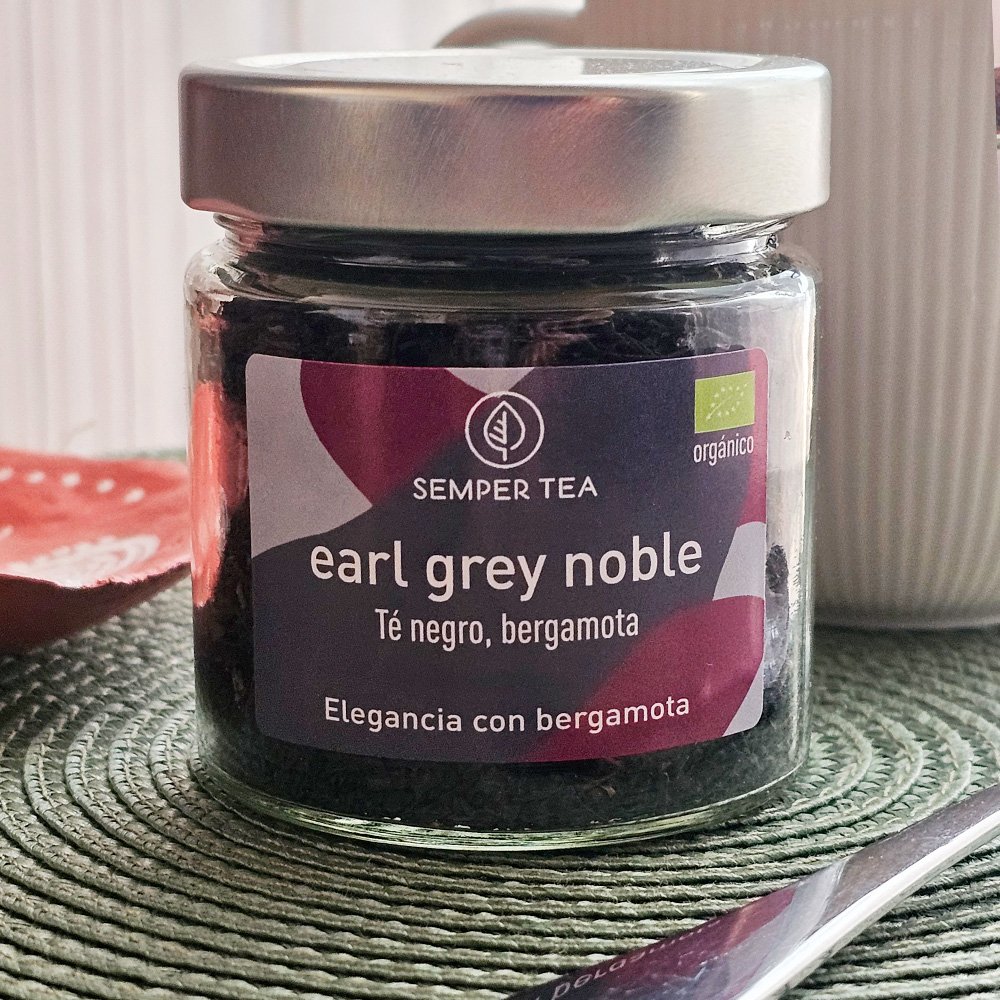 SEMPER TEA
orgánico
earl grey noble
Té negro, bergamota
Elegancia con bergamota